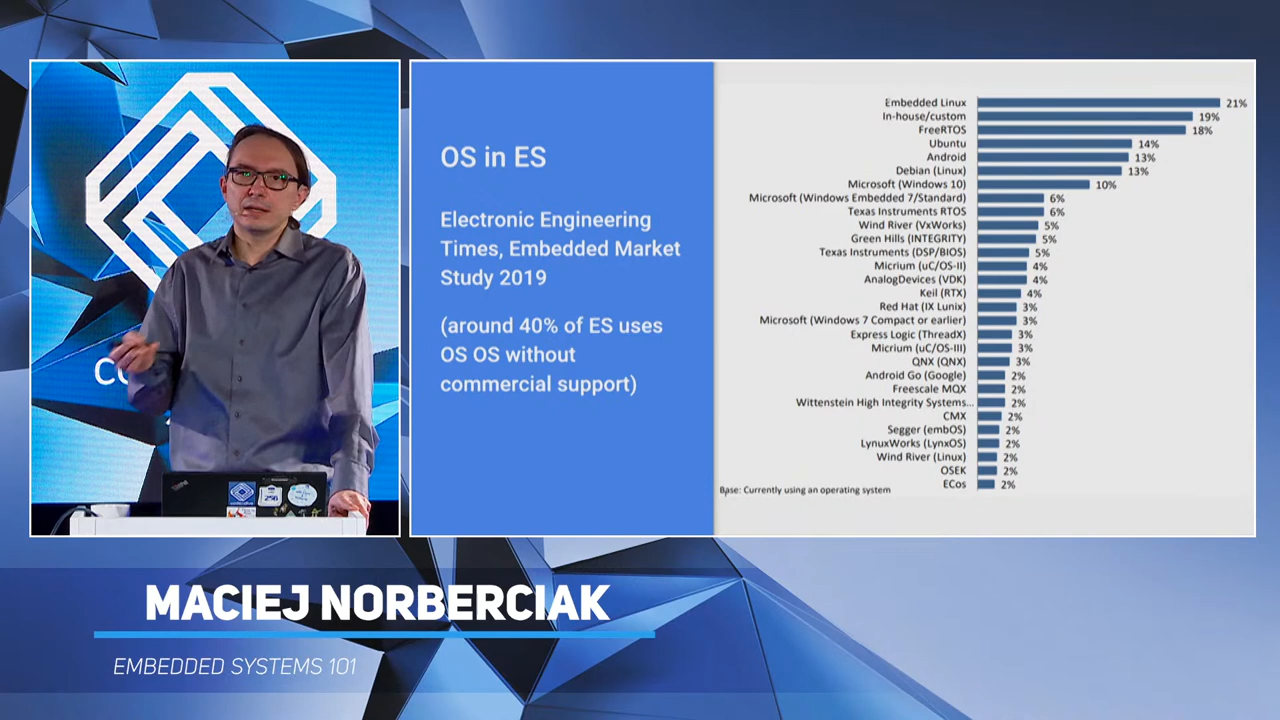 OS in ES
Electronic Engineering
Times, Embedded Market
Study 2019
(around 40% of ES uses
OS OS without
commercial support)
Embedded Linux 21%
In-house/custom 19%
FreeRTOS 18%
Ubuntu 14%
Android 13%
Debian (Linux) 13%
Microsoft (Windows 10) 10%
Microsoft (Windows Embedded 7/Standard) 6%
Texas Instruments RTOS 6%
Wind River (VxWorks) 5%
Green Hills (INTEGRITY) 5%
Texas Instruments (DSP/BIOS) 5%
Micrium (uC/OS-II) 4%
AnalogDevices (VDK) 4%
Keil (RTX) 4%
Red Hat (IX Lunix) 3%
Microsoft (Windows 7 Compact or earlier) 3%
Express Logic (ThreadX) 3%
Micrium (uC/OS-III) 3%
QNX (QNX) 3%
Android Go (Google) 2%
Freescale MQX 2%
Wittenstein High Integrity Systems... 2%
CMX 2%
Segger (embOS) 2%
LynuxWorks (LynxOS) 2%
Wind River (Linux) 2%
OSEK 2%
ECos 2%
Base: Currently using an operating system
MACIEJ NORBERCIAK
EMBEDDED SYSTEMS 101